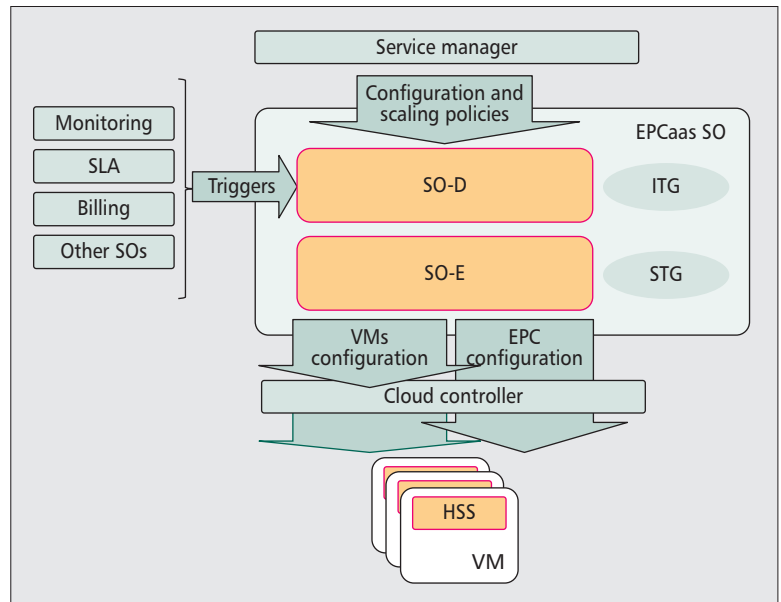 Service manager
Configuration and
scaling policies
EPCaas SO
Monitoring
SLA
Billing
Other SOs
Triggers
SO-D
ITG
SO-E
STG
VMs
configuration
EPC
configuration
Cloud controller
HSS
VM